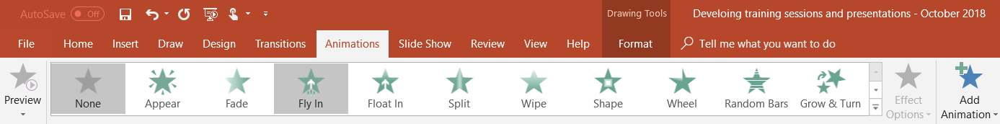 AutoSave Off
Drawing Tools
Develoing training sessions and presentations - October 2018
File Home Insert Draw Design Transitions Animations Slide Show Review View Help Format Tell me what you want to do
Preview
None Appear Fade Fly In Float In Split Wipe Shape Wheel Random Bars Grow & Turn
Effect
Options
Add
Animation